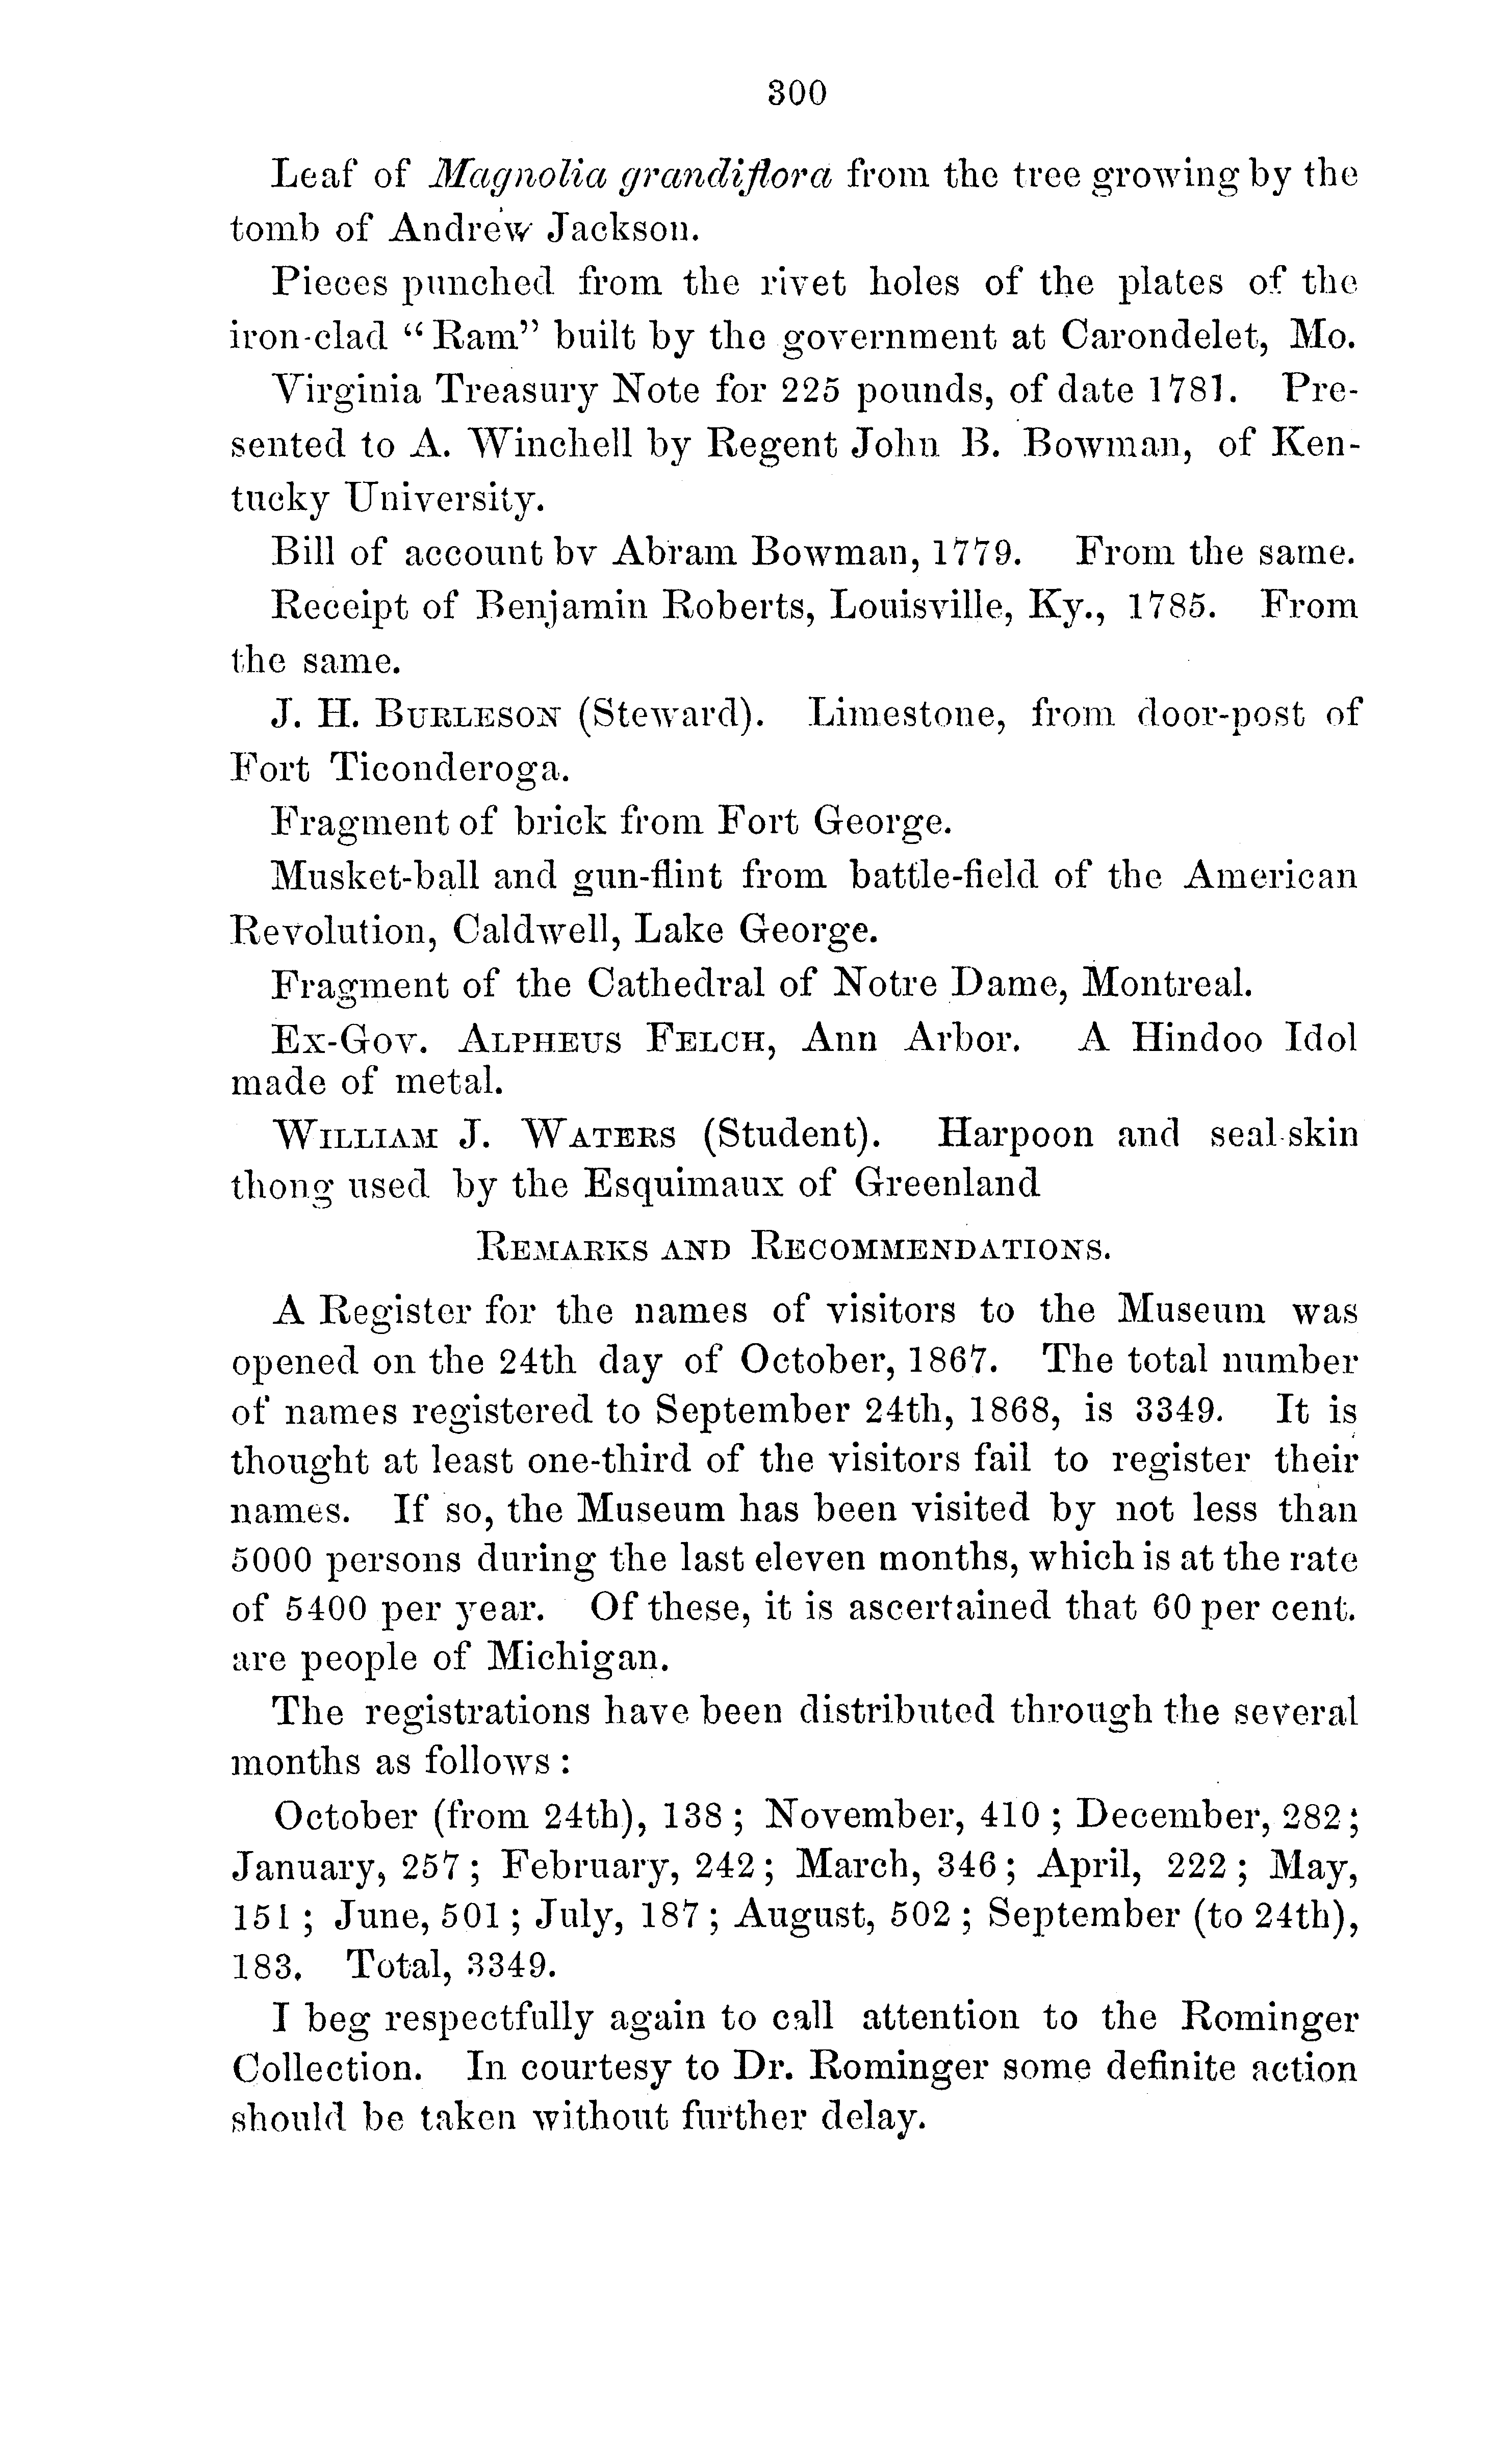 300
Leaf of Magnolia grandiflora from the tree growing by the
tomb of Andrew Jackson.
Pieces punched from the rivet holes of the plates of the
iron-clad “Ram” built by the government at Carondelet, Mo.
Virginia Treasury Note for 225 pounds, of date 1781. Pre-
sented to A. Winchell by Regent John B. Bowman, of Ken-
tucky University.
Bill of account bv Abram Bowman, 1779. From the same.
Receipt of Benjamin Roberts, Louisville, Ky., 1785. From
the same.
J. H. BURLESON (Steward). Limestone, from door-post of
Fort Ticonderoga.
Fragment of brick from Fort George.
Musket-ball and gun-flint from battle-field of the American
Revolution, Caldwell, Lake George.
Fragment of the Cathedral of Notre Dame, Montreal.
EX-GOV. ALPHEUS FELCH, Ann Arbor. A Hindoo Idol
made of metal.
WILLIAM J. WATERS (Student). Harpoon and seal-skin
thong used by the Esquimaux of Greenland
REMARKS AND RECOMMENDATIONS.
A Register for the names of visitors to the Museum was
opened on the 24th day of October, 1867. The total number
of names registered to September 24th, 1868, is 3349. It is
thought at least one-third of the visitors fail to register their
names. If so, the Museum has been visited by not less than
5000 persons during the last eleven months, which is at the rate
of 5400 per year. Of these, it is ascertained that 60 per cent.
are people of Michigan.
The registrations have been distributed through the several
months as follows :
October (from 24th), 138 ; November, 410 ; December, 282 ;
January, 257 ; February, 242 ; March, 346 ; April, 222 ; May,
151 ; June, 501 ; July, 187 ; August, 502 ; September (to 24th),
183. Total, 3349.
I beg respectfully again to call attention to the Rominger
Collection. In courtesy to Dr. Rominger some definite action
should be taken without further delay.